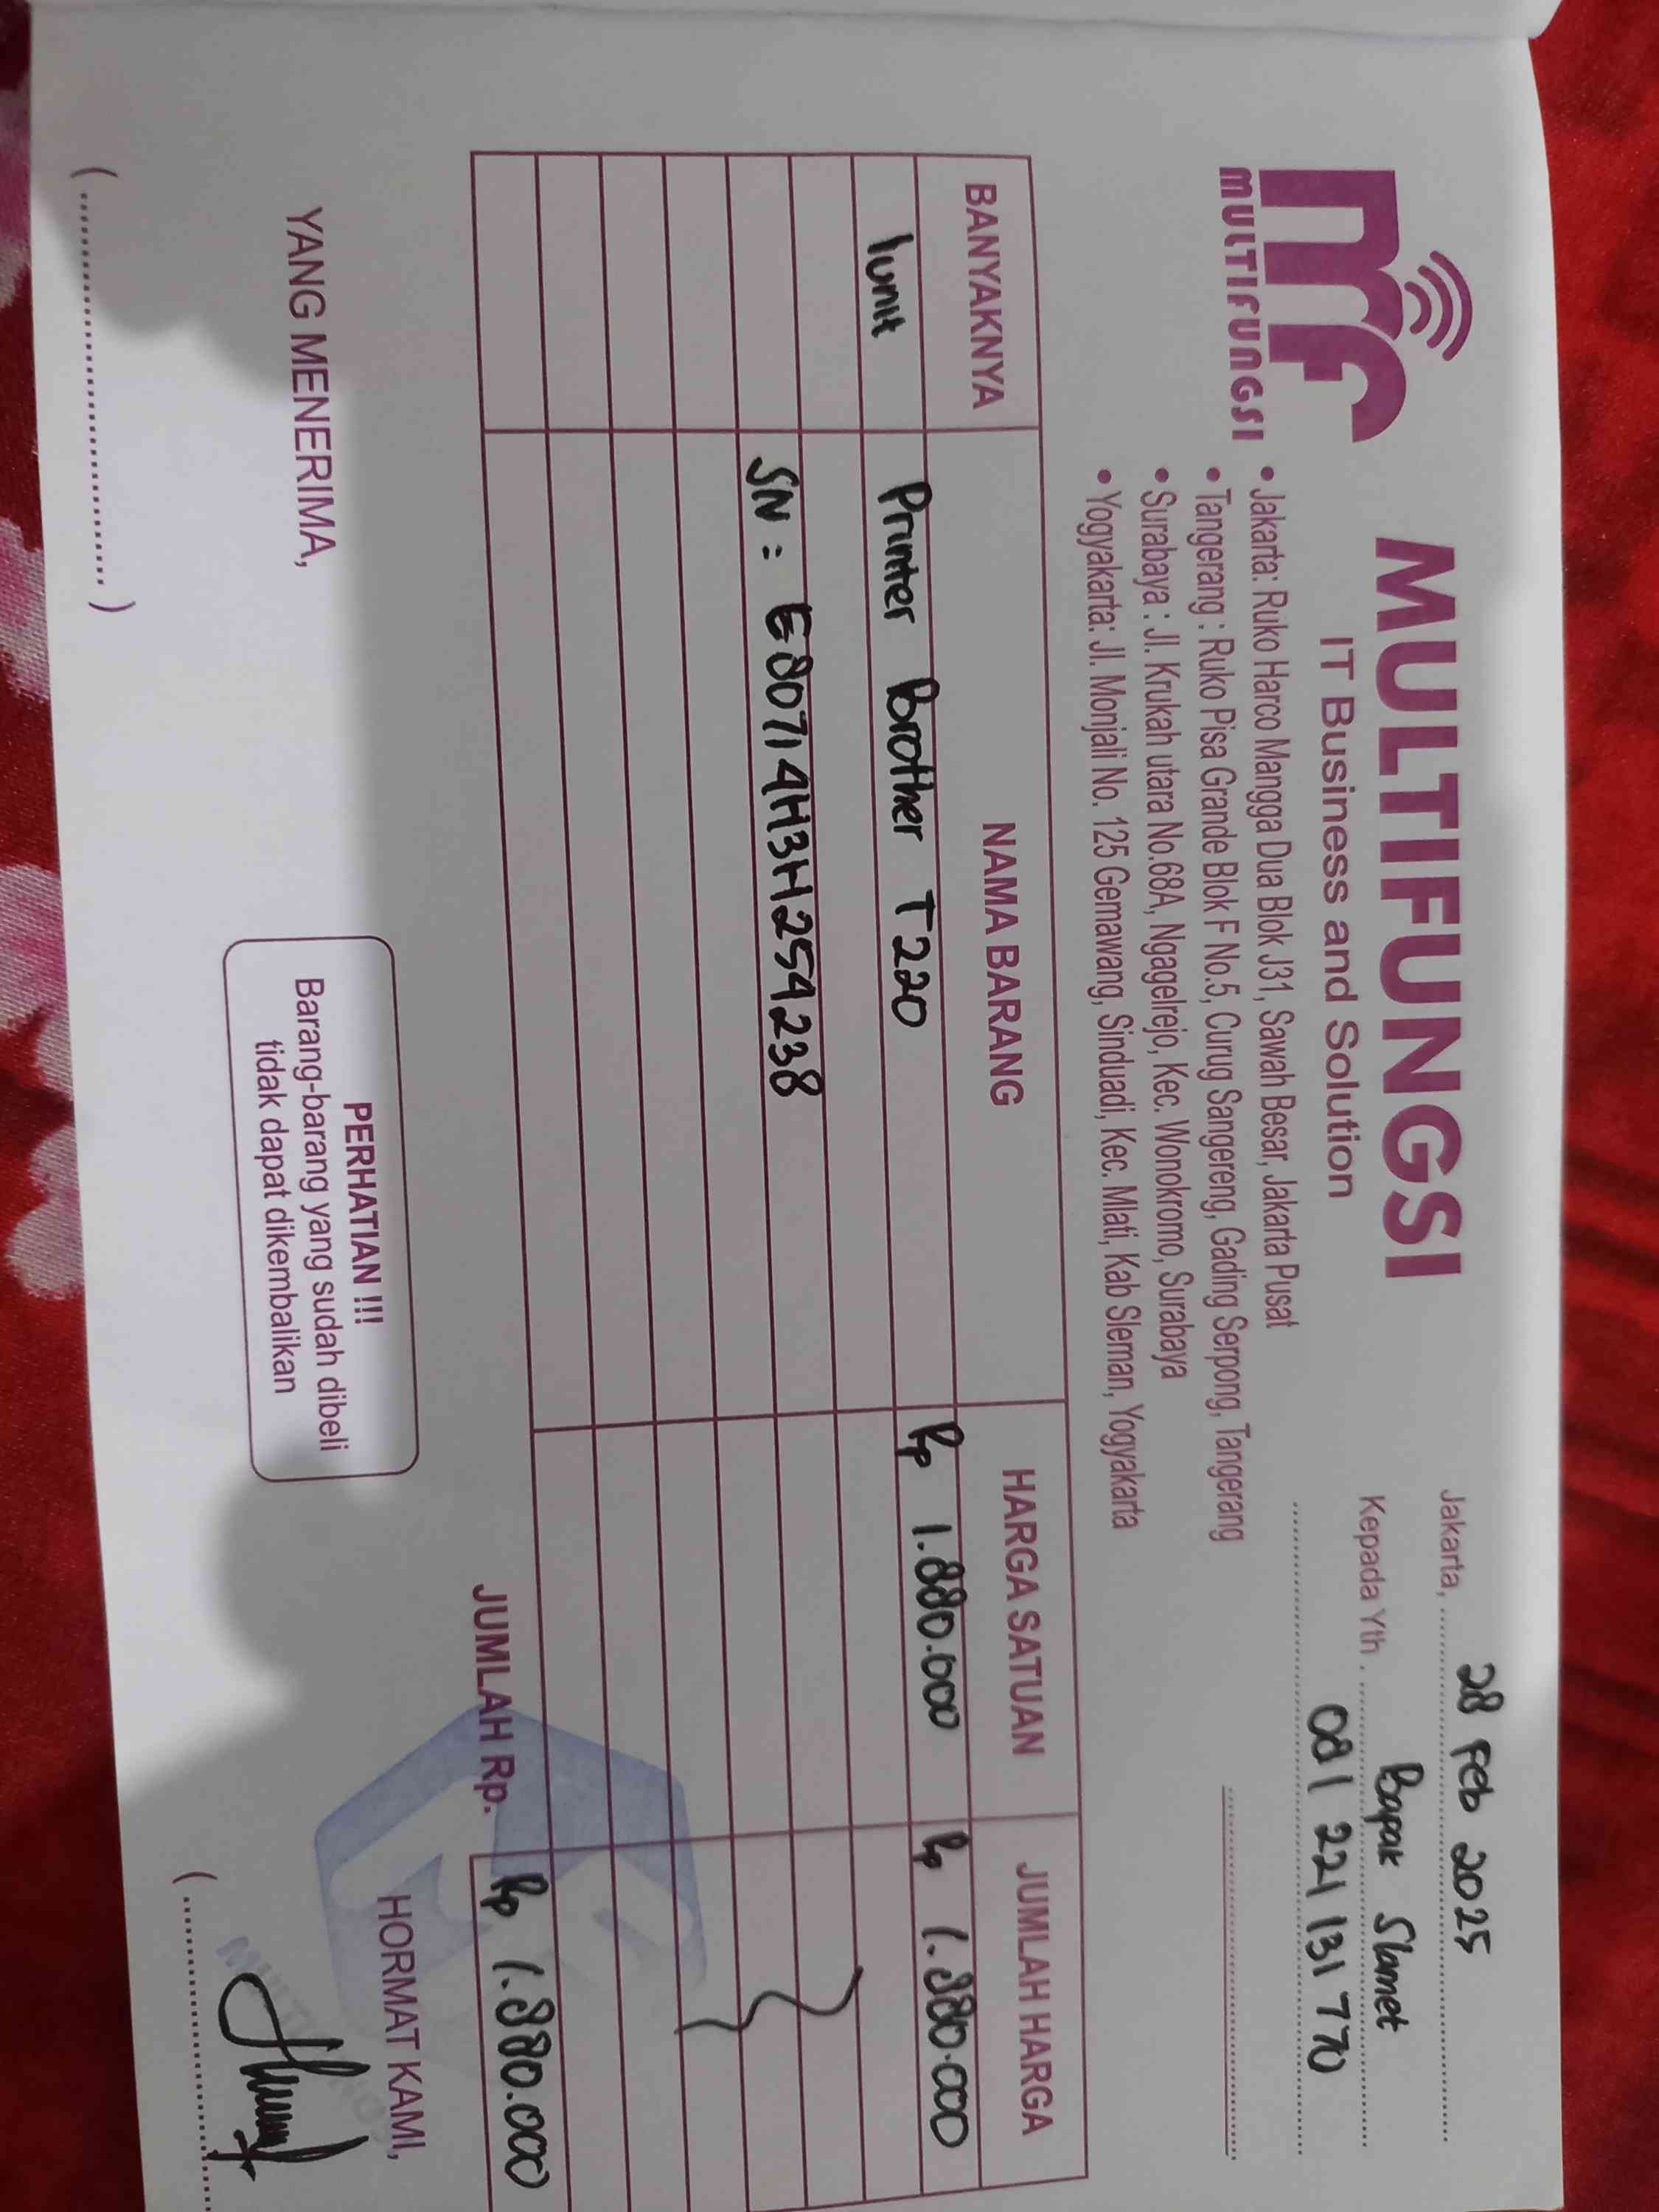 MULTIFUNGSI
MULTIFUNGSI
IT Business and Solution
• Jakarta: Ruko Harco Mangga Dua Blok J31, Sawah Besar, Jakarta Pusat
• Tangerang : Ruko Pisa Grande Blok F No.5, Curug Sangereng, Gading Serpong, Tangerang
• Surabaya : Jl. Krukah utara No.68A, Ngagelrejo, Kec. Wonokromo, Surabaya
• Yogyakarta: Jl. Monjali No. 125 Gemawang, Sinduadi, Kec. Mlati, Kab Sleman, Yogyakarta
Jakarta, 28 Feb 2025
Kepada Yth. Bapak Slamet
081 221 131 770
BANYAKNYA NAMA BARANG HARGA SATUAN JUMLAH HARGA
1 unit Printer Brother T220 Rp 1.880.000 Rp 1.880.000
SN : E80714H3H254238
JUMLAH Rp. Rp 1.880.000
YANG MENERIMA,
PERHATIAN !!!
Barang-barang yang sudah dibeli
tidak dapat dikembalikan
HORMAT KAMI,